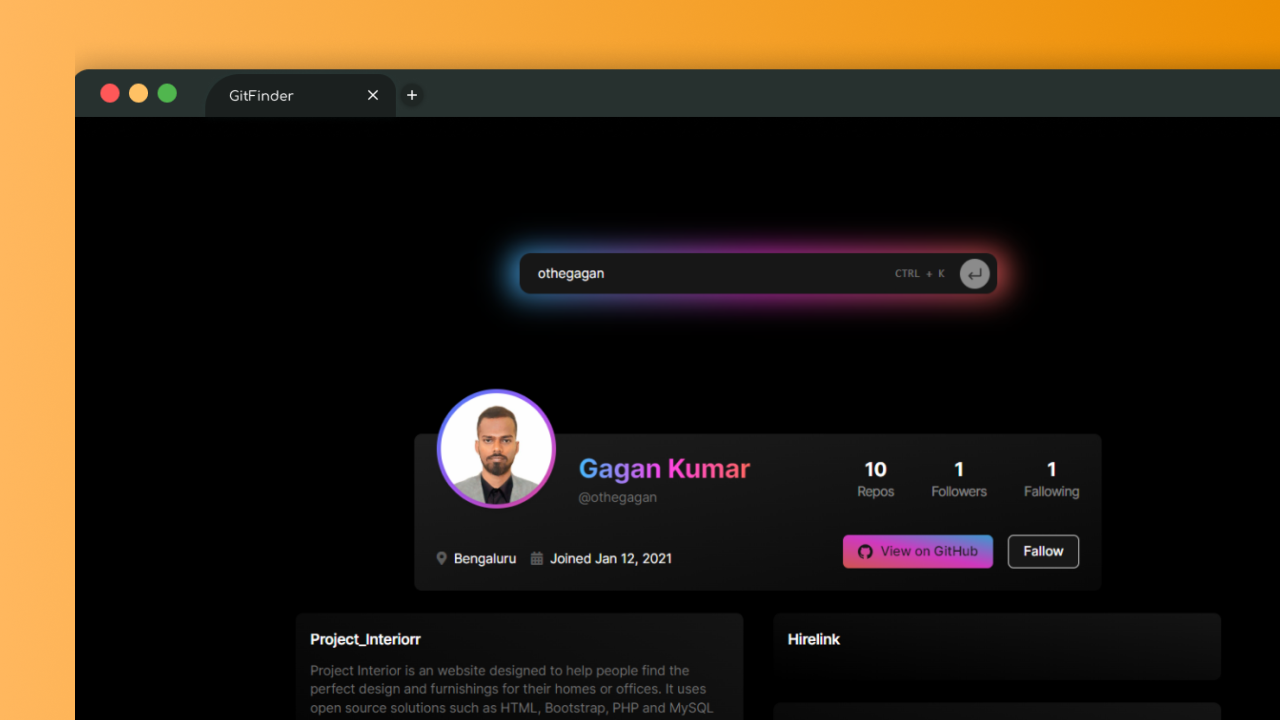 GitFinder
othegagan CTRL + K
Gagan Kumar
@othegagan
10 1 1
Repos Followers Fallowing
Bengaluru Joined Jan 12, 2021
View on GitHub Fallow
Project_Interiorr
Project Interior is an website designed to help people find the
perfect design and furnishings for their homes or offices. It uses
open source solutions such as HTML, Bootstrap, PHP and MySQL
Hirelink